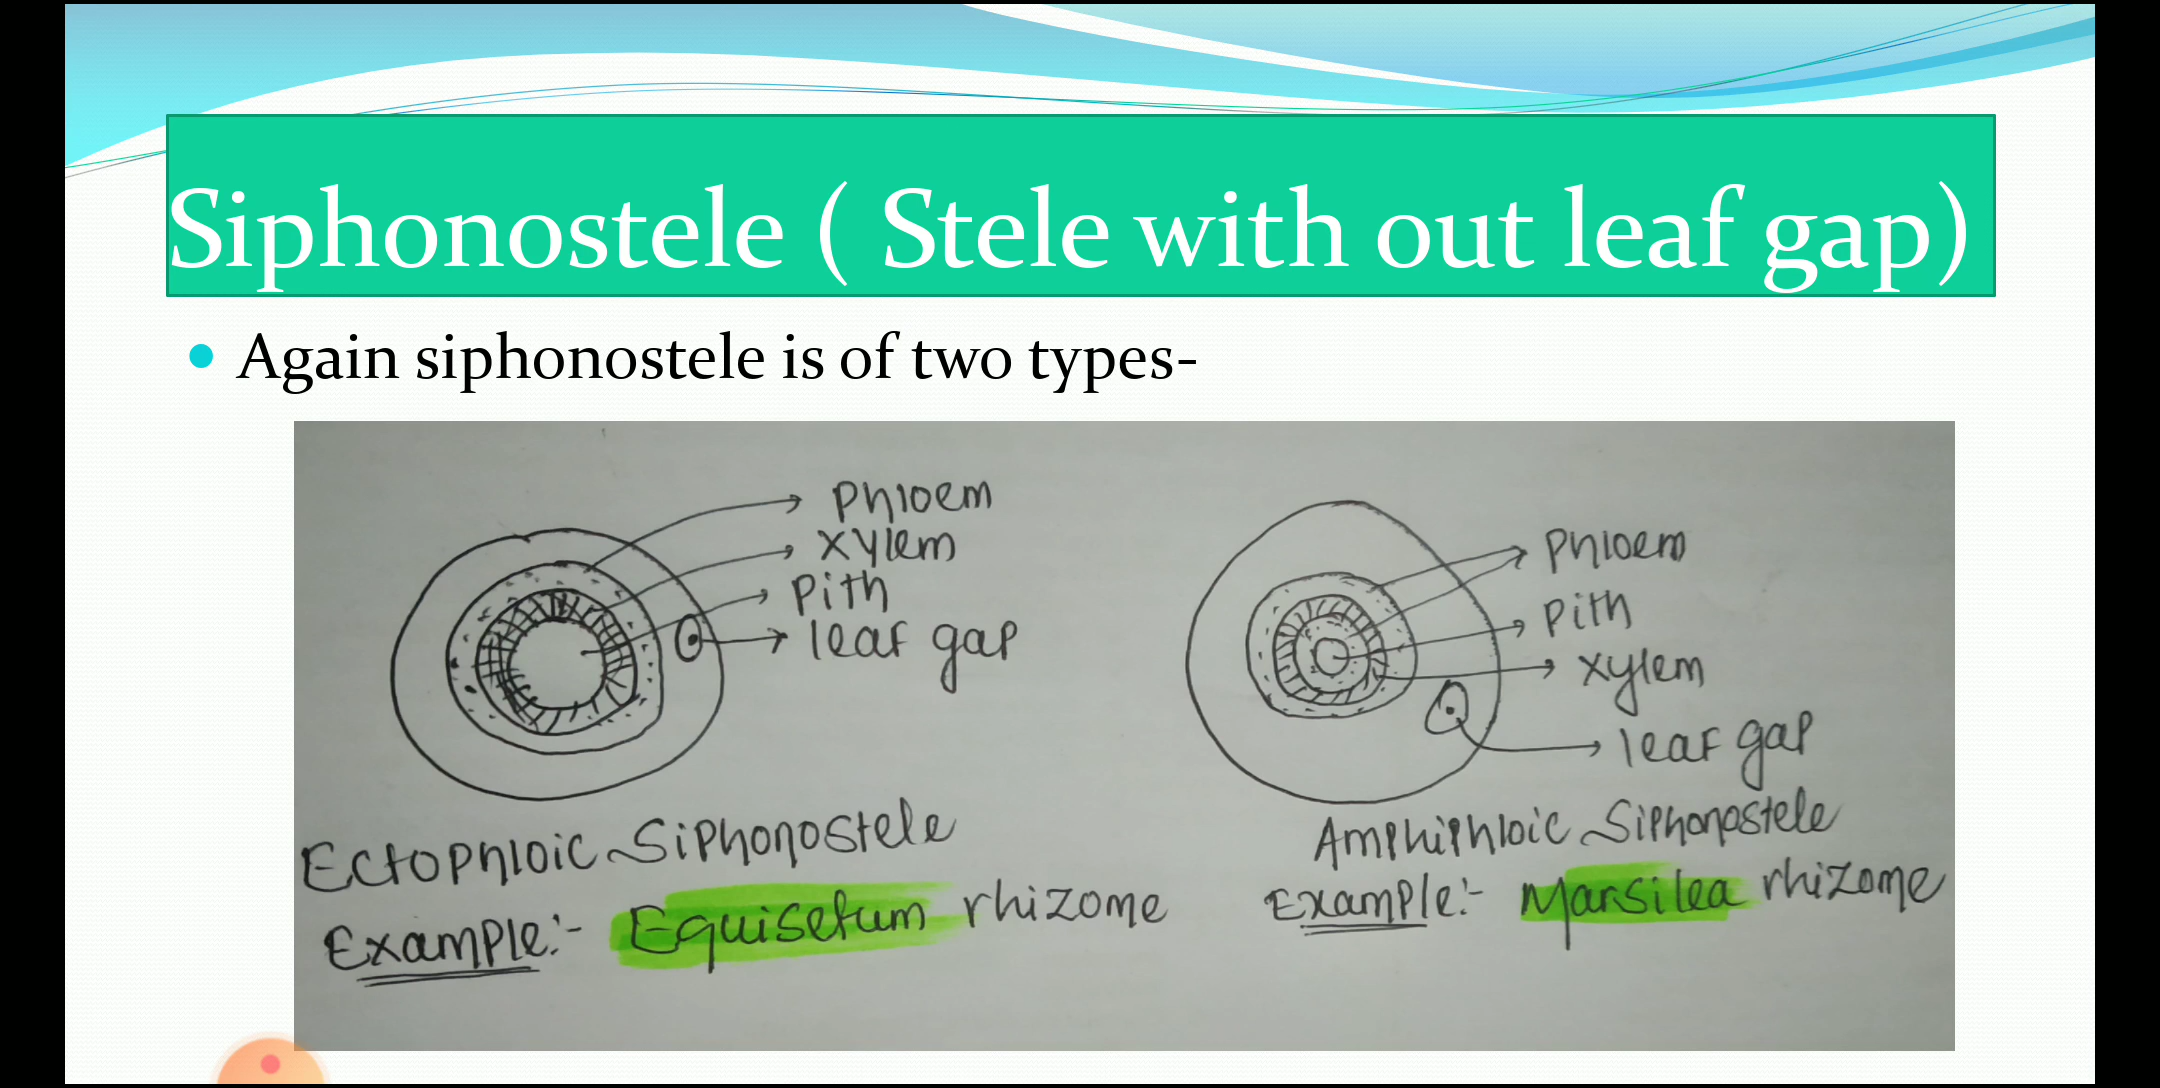 Siphonostele ( Stele with out leaf gap)
Again siphonostele is of two types-
Phloem
Xylem
Pith
leaf gap
Ectophloic Siphonostele
Example:- Equisetum rhizome
Phloem
Pith
Xylem
leaf gap
Amphiphloic Siphonostele
Example:- Marsilea rhizome